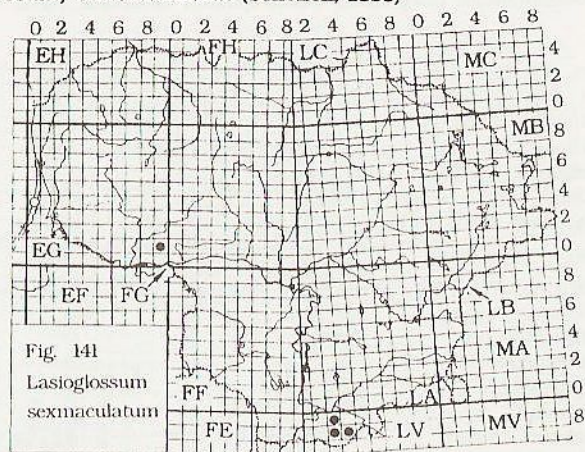 0 2 4 6 8 0 2 4 6 8 2 4 6 8 0 2 4 6 8
EH FH LC MC 4
2
0
MB 8
6
4
2
EG 0
EF FG LB 8
6
Fig. 141 MA 4
Lasioglossum 2
sexmaculatum FF LA 0
FE LV MV 8